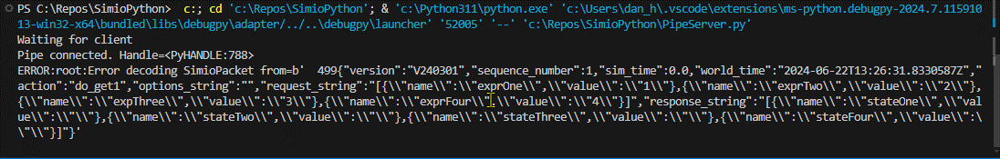 PS C:\Repos\SimioPython>  c:; cd 'c:\Repos\SimioPython'; & 'c:\Python311\python.exe' 'c:\Users\dan_h\.vscode\extensions\ms-python.debugpy-2024.7.115910
13-win32-x64\bundled\libs\debugpy\adapter/../..\debugpy\launcher' '52005' '--' 'c:\Repos\SimioPython\PipeServer.py'
Waiting for client
Pipe connected. Handle=<PyHANDLE:788>
ERROR:root:Error decoding SimioPacket from=b'  499{"version":"V240301","sequence_number":1,"sim_time":0.0,"world_time":"2024-06-22T13:26:31.8330587Z","
action":"do_get1","options_string":"","request_string":"[{\\"name\\":\\"exprOne\\",\\"value\\":\\"1\\"},{\\"name\\":\\"exprTwo\\",\\"value\\":\\"2\\"},
{\\"name\\":\\"expThree\\",\\"value\\":\\"3\\"},{\\"name\\":\\"exprFour\\",\\"value\\":\\"4\\"}]","response_string":"[{\\"name\\":\\"stateOne\\",\\"val
ue\\":\\"\\"},{\\"name\\":\\"stateTwo\\",\\"value\\":\\"\\"},{\\"name\\":\\"stateThree\\",\\"value\\":\\"\\"},{\\"name\\":\\"stateFour\\",\\"value\\":\
\"\\"}]"}'